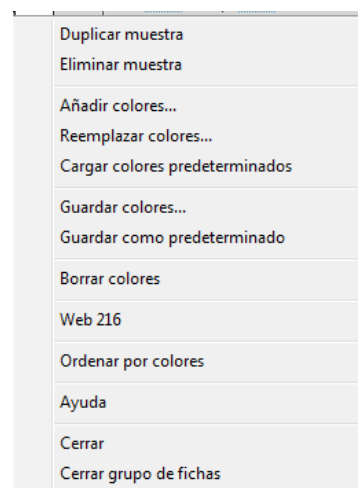 Duplicar muestra
Eliminar muestra
Añadir colores...
Reemplazar colores...
Cargar colores predeterminados
Guardar colores...
Guardar como predeterminado
Borrar colores
Web 216
Ordenar por colores
Ayuda
Cerrar
Cerrar grupo de fichas